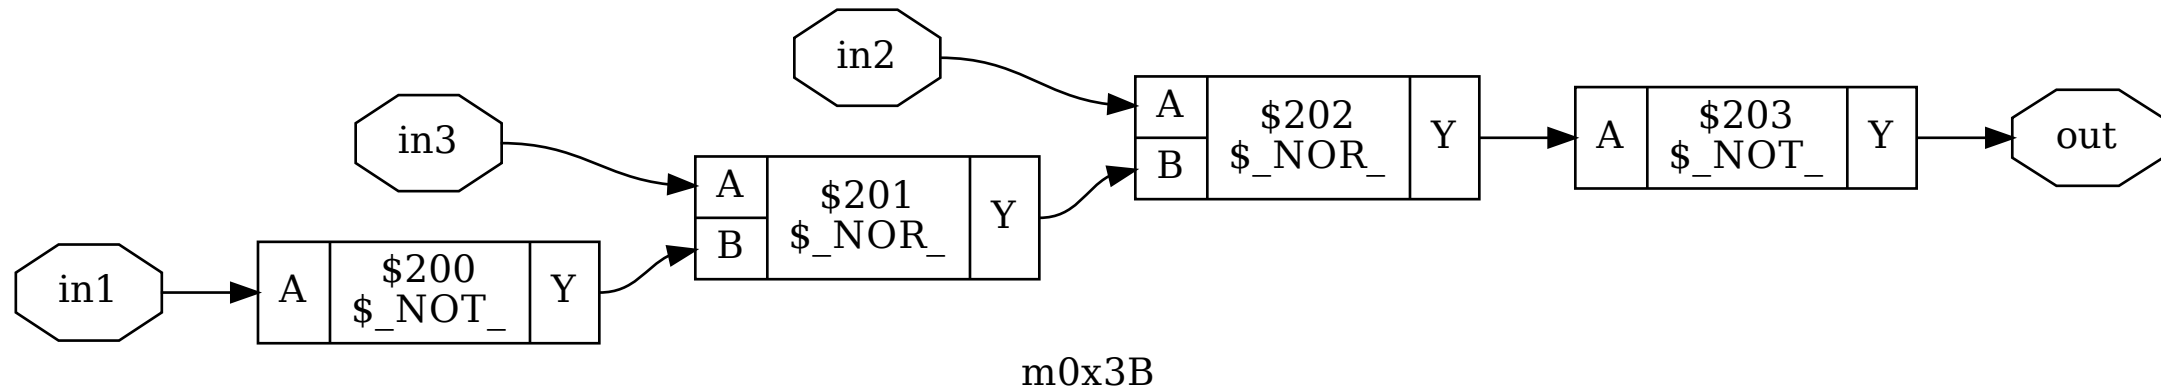 in2
in3
A
B
$202
$_NOR_
Y
A
$203
$_NOT_
Y
out
A
B
$201
$_NOR_
Y
in1
A
$200
$_NOT_
Y
m0x3B